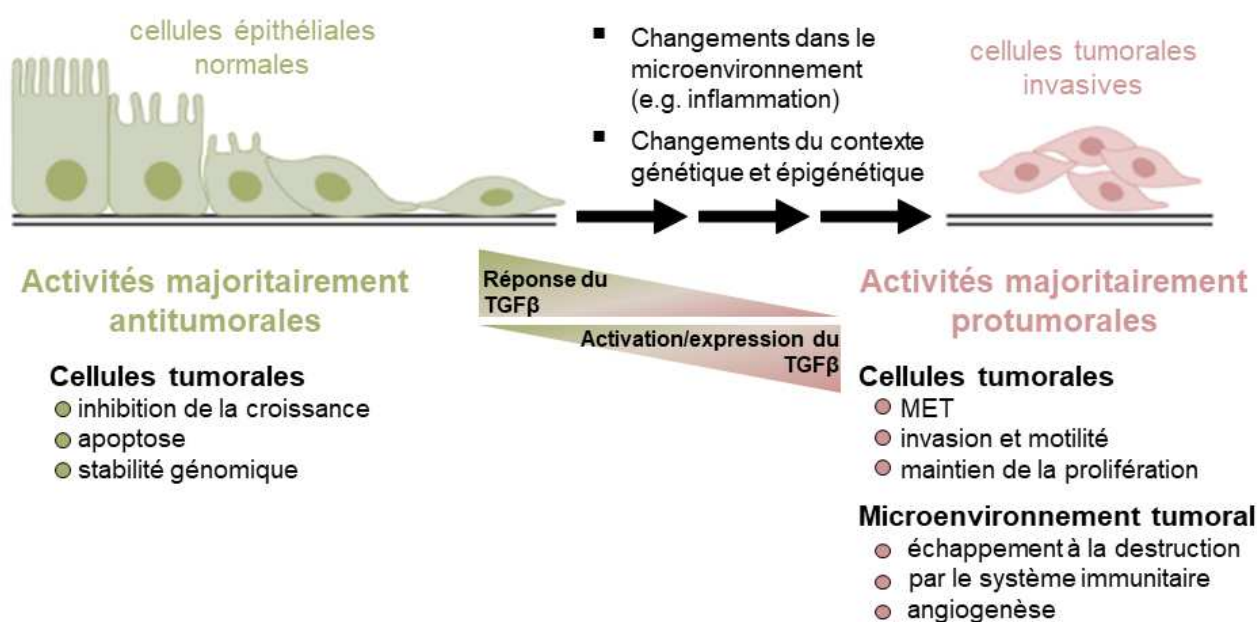 cellules épithéliales
normales
■ Changements dans le
microenvironnement
(e.g. inflammation)
■ Changements du contexte
génétique et épigénétique
cellules tumorales
invasives
Activités majoritairement
antitumorales
Réponse du
TGFβ
Activation/expression du
TGFβ
Activités majoritairement
protumorales
Cellules tumorales
inhibition de la croissance
apoptose
stabilité génomique
Cellules tumorales
MET
invasion et motilité
maintien de la prolifération
Microenvironnement tumoral
échappement à la destruction
par le système immunitaire
angiogenèse